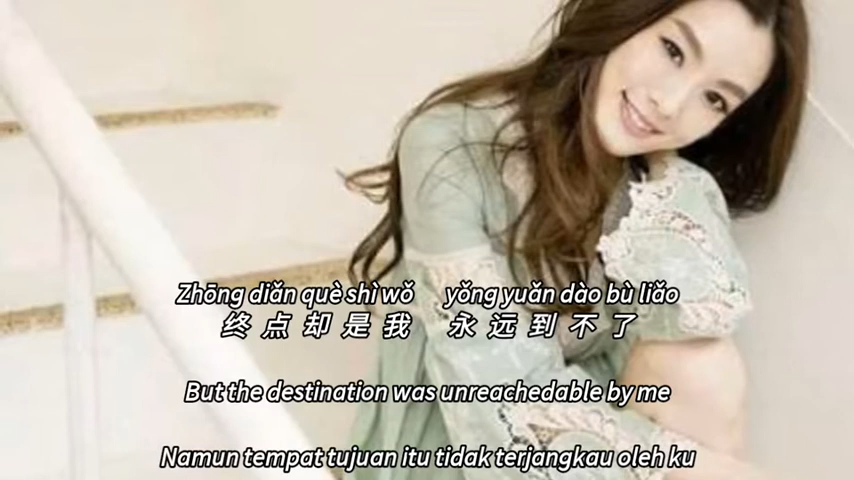 Zhōng diǎn què shì wǒ yǒng yuǎn dào bù liǎo
终点却是我 永远到不了
But the destination was unreachedable by me
Namun tempat tujuan itu tidak terjangkau oleh ku